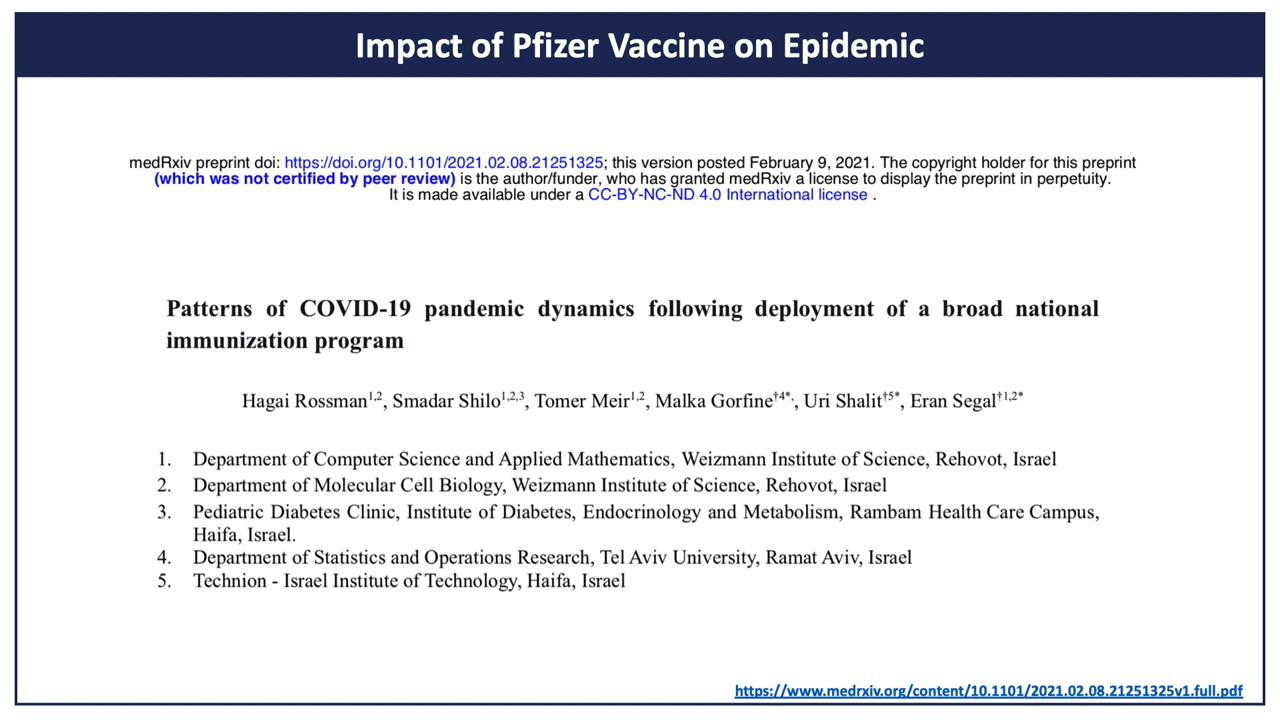 Impact of Pfizer Vaccine on Epidemic
medRxiv preprint doi: https://doi.org/10.1101/2021.02.08.21251325; this version posted February 9, 2021. The copyright holder for this preprint
(which was not certified by peer review) is the author/funder, who has granted medRxiv a license to display the preprint in perpetuity.
It is made available under a CC-BY-NC-ND 4.0 International license .
Patterns of COVID-19 pandemic dynamics following deployment of a broad national
immunization program
Hagai Rossman1,2, Smadar Shilo1,2,3, Tomer Meir1,2, Malka Gorfine†4*,, Uri Shalit†5*, Eran Segal†1,2*
1. Department of Computer Science and Applied Mathematics, Weizmann Institute of Science, Rehovot, Israel
2. Department of Molecular Cell Biology, Weizmann Institute of Science, Rehovot, Israel
3. Pediatric Diabetes Clinic, Institute of Diabetes, Endocrinology and Metabolism, Rambam Health Care Campus,
Haifa, Israel.
4. Department of Statistics and Operations Research, Tel Aviv University, Ramat Aviv, Israel
5. Technion - Israel Institute of Technology, Haifa, Israel
https://www.medrxiv.org/content/10.1101/2021.02.08.21251325v1.full.pdf